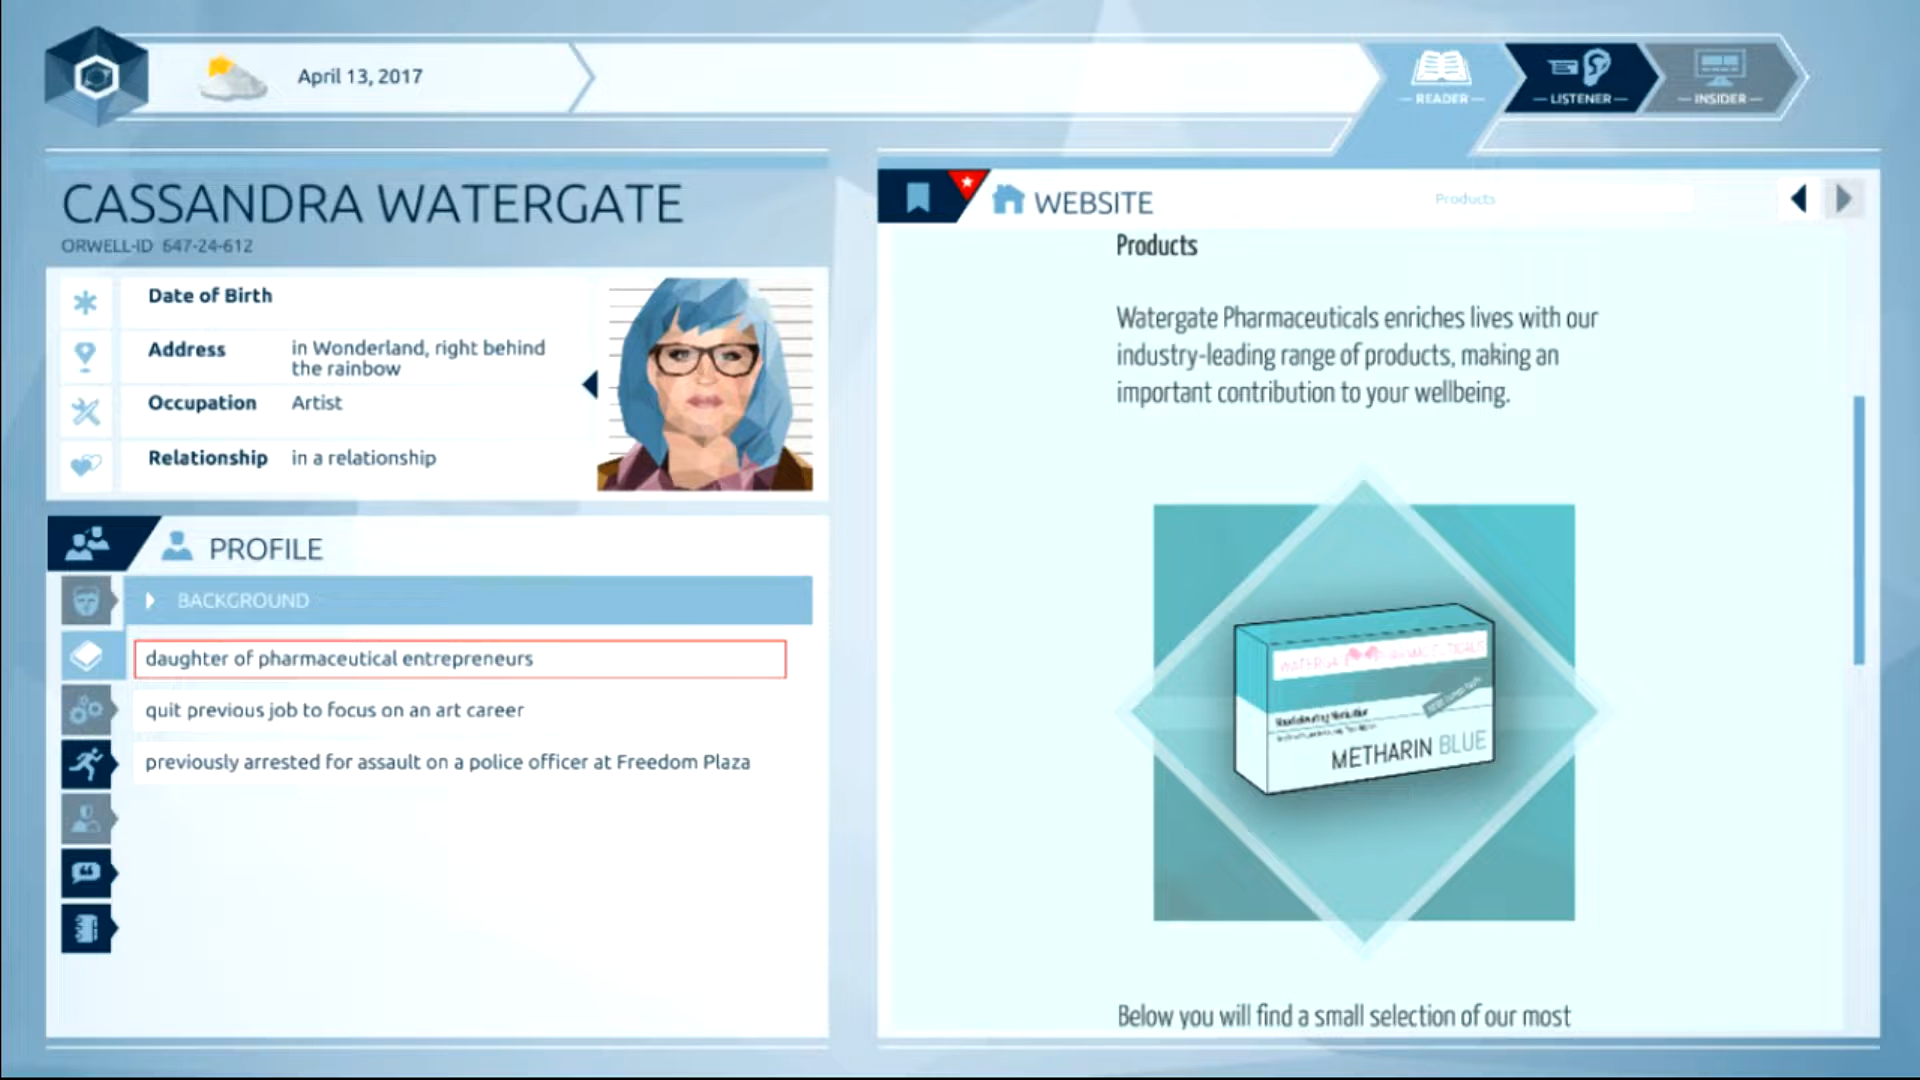 April 13, 2017
READER
LISTENER
INSIDER
CASSANDRA WATERGATE
ORWELL-ID 647-24-612
Date of Birth
Address in Wonderland, right behind
the rainbow
Occupation Artist
Relationship in a relationship
PROFILE
BACKGROUND
daughter of pharmaceutical entrepreneurs
quit previous job to focus on an art career
previously arrested for assault on a police officer at Freedom Plaza
WEBSITE
Products
Products
Watergate Pharmaceuticals enriches lives with our
industry-leading range of products, making an
important contribution to your wellbeing.
WATERGATE PHARMACEUTICALS
METHARIN BLUE
Below you will find a small selection of our most